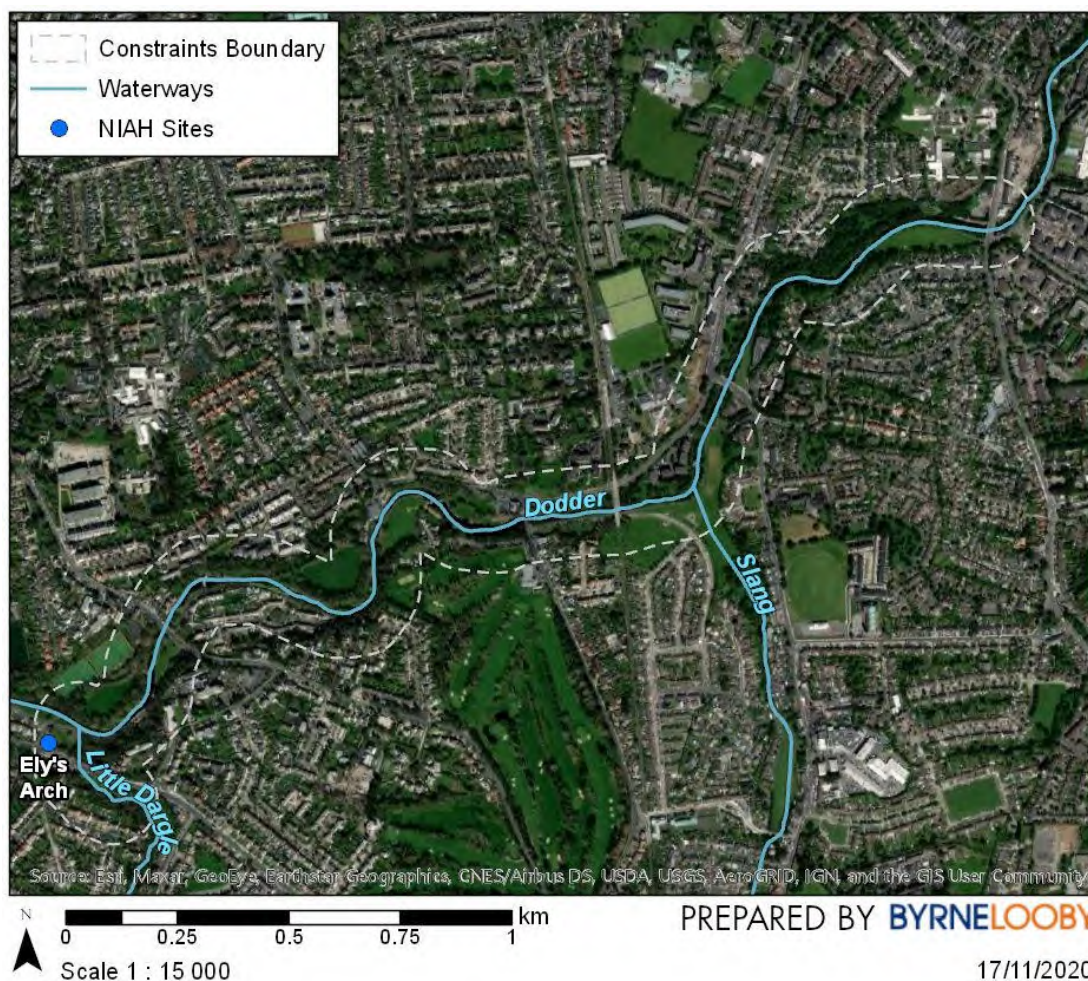 Constraints Boundary
Waterways
NIAH Sites
Dodder
Slang
Ely's
Arch
Little Dargle
Source: Esri, Maxar, GeoEye, Earthstar Geographics, CNES/Airbus DS, USDA, USGS, AeroGRID, IGN, and the GIS User Community
N
km
0 0.25 0.5 0.75 1
PREPARED BY BYRNELOOBY
Scale 1 : 15 000
17/11/2020